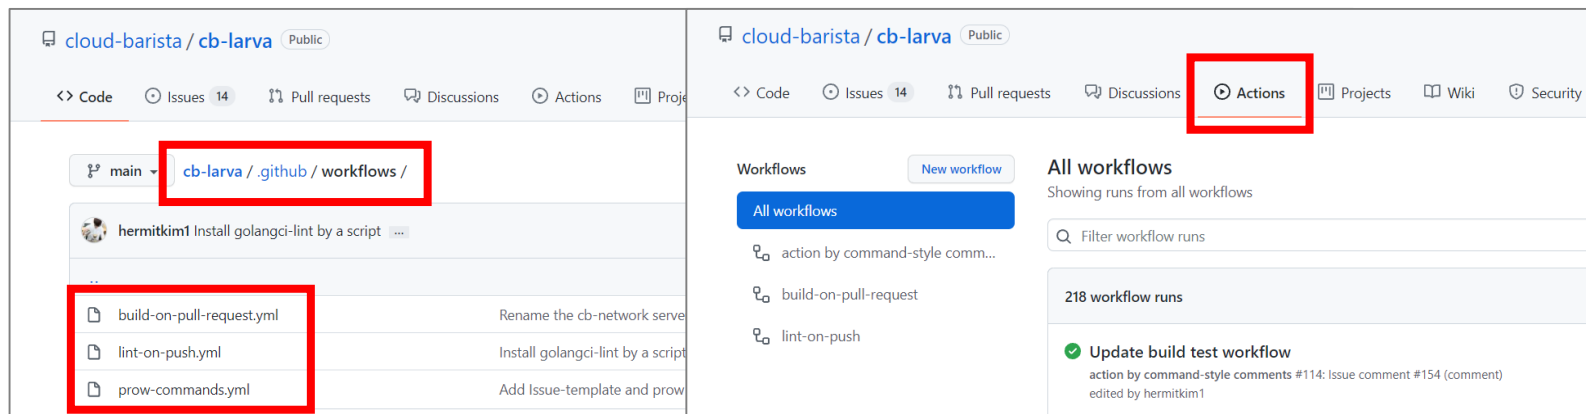 cloud-barista / cb-larva Public
<> Code Issues 14 Pull requests Discussions Actions Proje
main cb-larva / .github / workflows /
hermitkim1 Install golangci-lint by a script ...
..
build-on-pull-request.yml Rename the cb-network serve
lint-on-push.yml Install golangci-lint by a script
prow-commands.yml Add Issue-template and prow
cloud-barista / cb-larva Public
<> Code Issues 14 Pull requests Discussions Actions Projects Wiki Security
Workflows New workflow
All workflows
action by command-style comm...
build-on-pull-request
lint-on-push
All workflows
Showing runs from all workflows
Filter workflow runs
218 workflow runs
Update build test workflow
action by command-style comments #114: Issue comment #154 (comment)
edited by hermitkim1